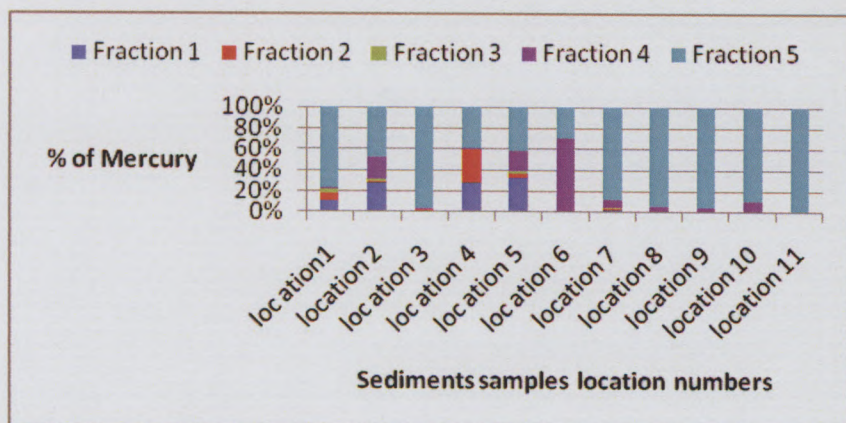 Fraction 1 Fraction 2 Fraction 3 Fraction 4 Fraction 5
100%
80%
60%
40%
20%
0%
% of Mercury
location1
location 2
location 3
location 4
location 5
location 6
location 7
location 8
location 9
location 10
location 11
Sediments samples location numbers